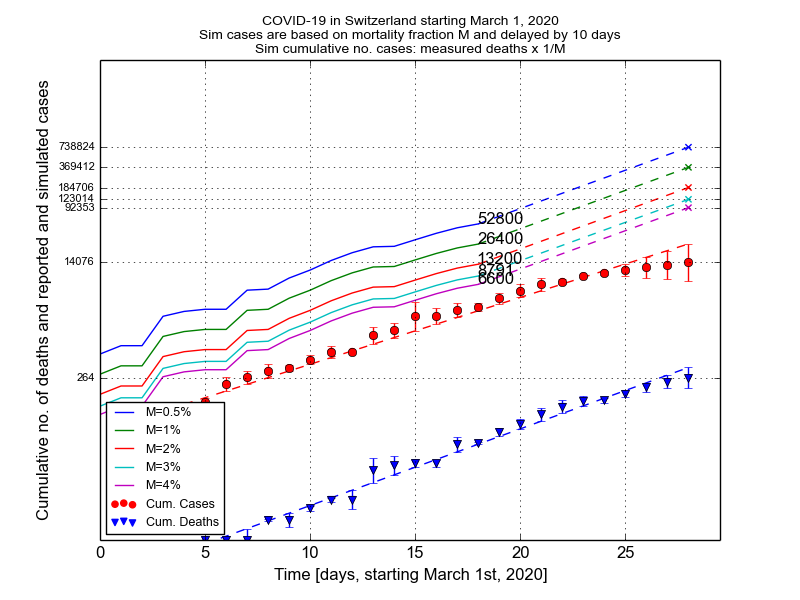 COVID-19 in Switzerland starting March 1, 2020
Sim cases are based on mortality fraction M and delayed by 10 days
Sim cumulative no. cases: measured deaths x 1/M
Cumulative no. of deaths and reported and simulated cases
738824
369412
184706
123014
92353
14076
264
52800
26400
13200
8791
6600
M=0.5%
M=1%
M=2%
M=3%
M=4%
Cum. Cases
Cum. Deaths
0 5 10 15 20 25
Time [days, starting March 1st, 2020]